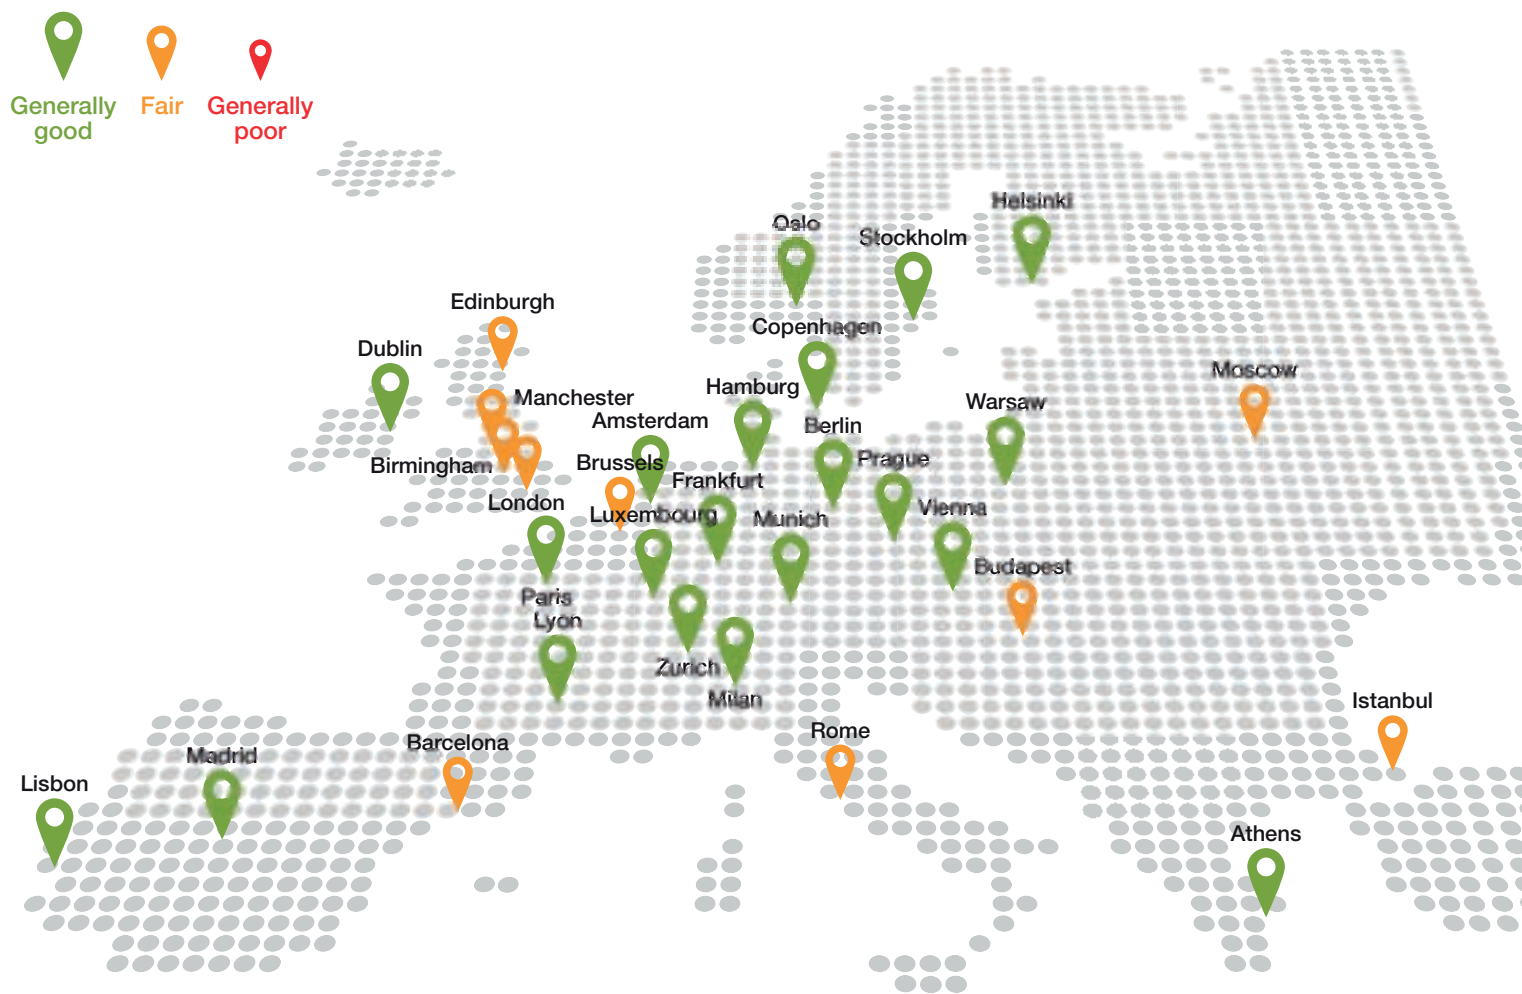 Generally
good
Fair
Generally
poor
Helsinki
Oslo
Stockholm
Edinburgh
Copenhagen
Dublin
Moscow
Hamburg
Manchester
Warsaw
Amsterdam
Berlin
Birmingham
Brussels
Prague
Frankfurt
London
Luxembourg
Munich
Vienna
Budapest
Paris
Lyon
Zurich
Milan
Istanbul
Rome
Barcelona
Madrid
Lisbon
Athens